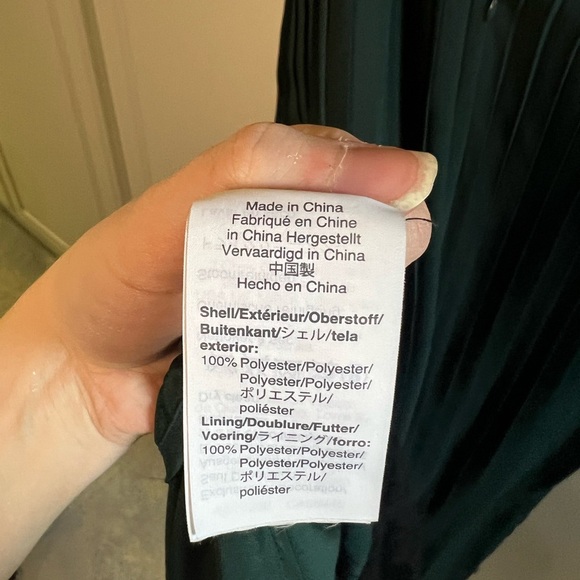 Made in China
Fabriqué en Chine
in China Hergestellt
Vervaardigd in China
中国製
Hecho en China
Shell/Extérieur/Oberstoff/
Buitenkant/シェル/tela
exterior:
100% Polyester/Polyester/
Polyester/Polyester/
ポリエステル/
poliéster
Lining/Doublure/Futter/
Voering/ライニング/forro:
100% Polyester/Polyester/
Polyester/Polyester/
ポリエステル/
poliéster